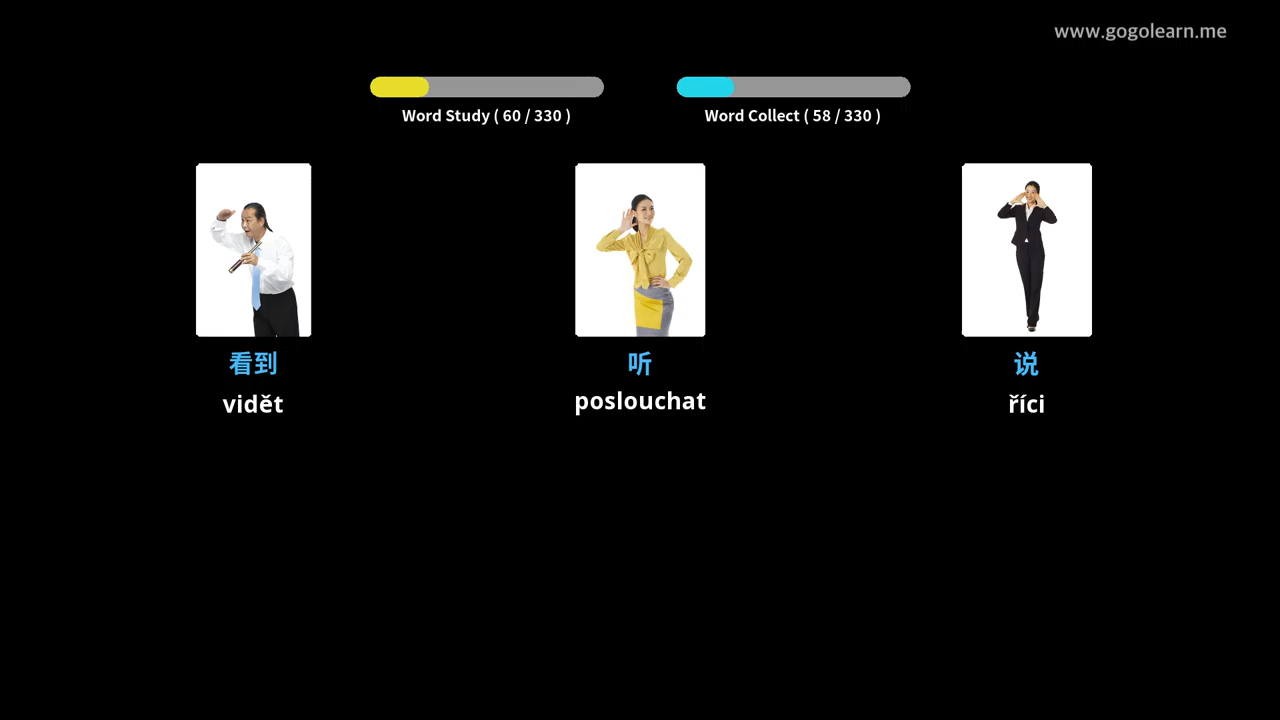 www.gogolearn.me
Word Study ( 60 / 330 )
Word Collect ( 58 / 330 )
看到
听
说
vidět
poslouchat
říci